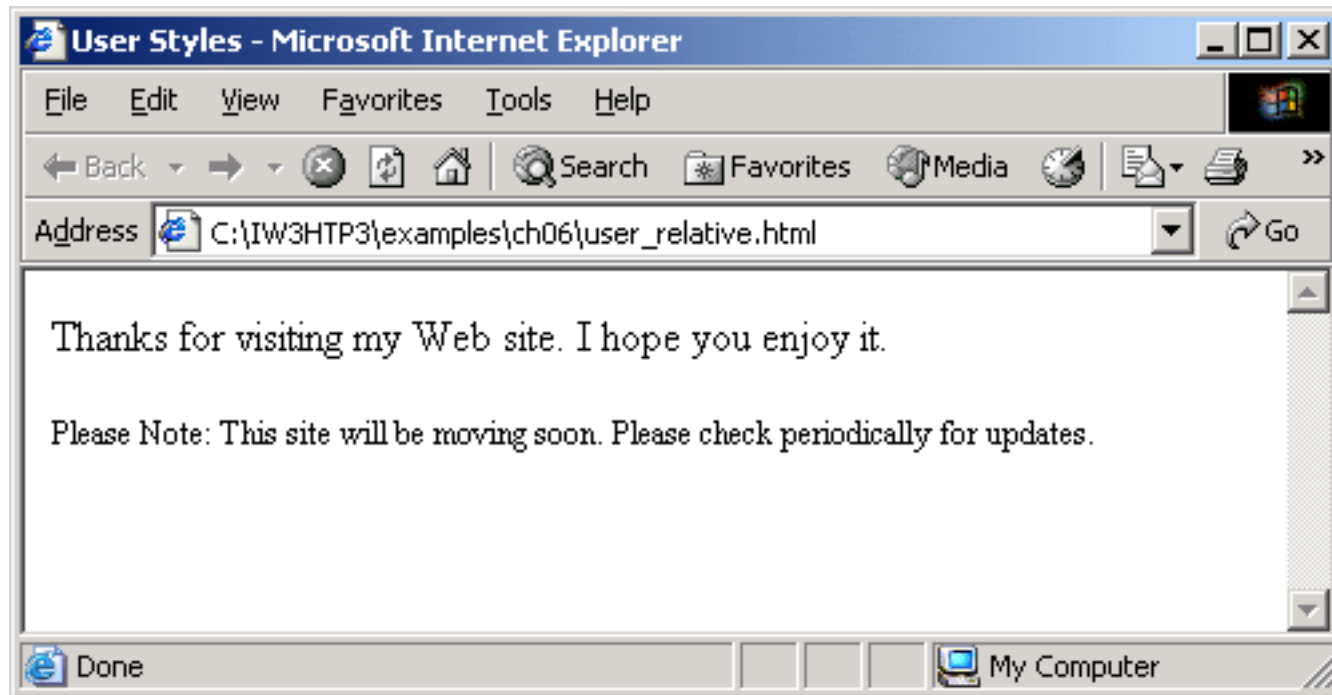 User Styles - Microsoft Internet Explorer
File Edit View Favorites Tools Help
Back Search Favorites Media »
Address C:\IW3HTP3\examples\ch06\user_relative.html Go
Thanks for visiting my Web site. I hope you enjoy it.
Please Note: This site will be moving soon. Please check periodically for updates.
Done My Computer